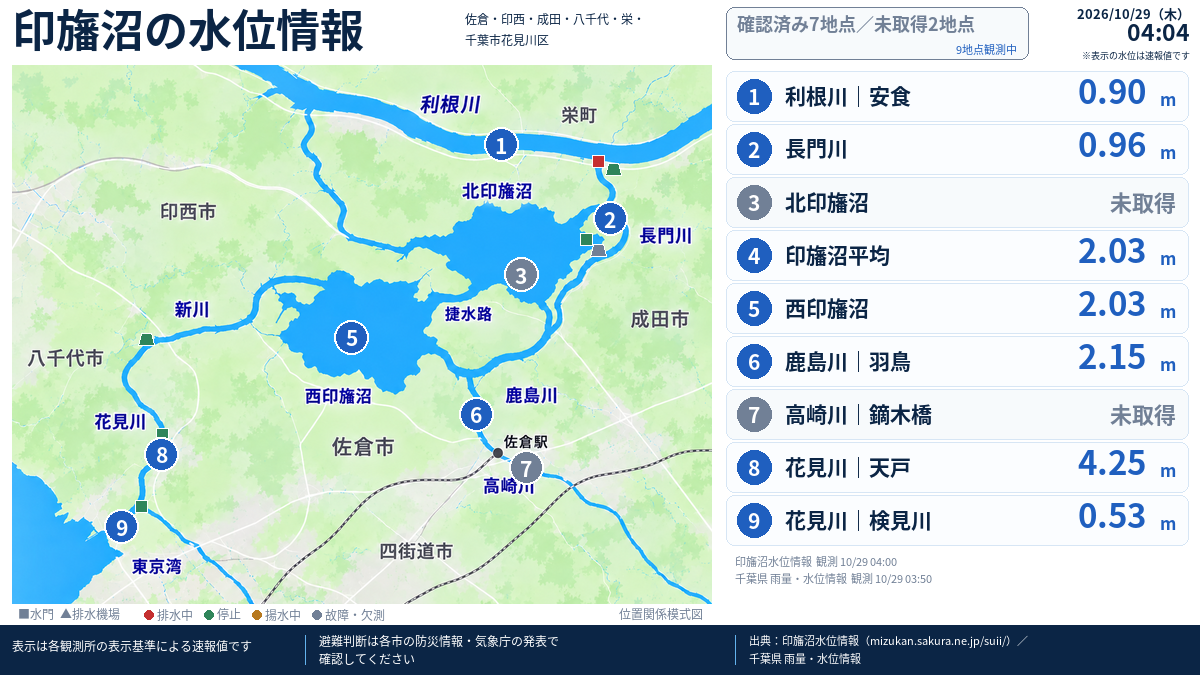 印旛沼の水位情報
佐倉・印西・成田・八千代・栄・
千葉市花見川区
確認済み7地点／未取得2地点
9地点観測中
2026/10/29（木）
04:04
※表示の水位は速報値です
利根川
栄町
1
北印旛沼
印西市
2
長門川
3
新川
捷水路
成田市
5
八千代市
西印旛沼
鹿島川
花見川
6
佐倉市
佐倉駅
8
7
高崎川
9
四街道市
東京湾
1 利根川｜安食 0.90 m
2 長門川 0.96 m
3 北印旛沼 未取得
4 印旛沼平均 2.03 m
5 西印旛沼 2.03 m
6 鹿島川｜羽鳥 2.15 m
7 高崎川｜鏑木橋 未取得
8 花見川｜天戸 4.25 m
9 花見川｜検見川 0.53 m
印旛沼水位情報 観測 10/29 04:00
千葉県 雨量・水位情報 観測 10/29 03:50
■水門 ▲排水機場 ●排水中 ●停止 ●揚水中 ●故障・欠測
位置関係模式図
表示は各観測所の表示基準による速報値です
避難判断は各市の防災情報・気象庁の発表で
確認してください
出典：印旛沼水位情報（mizukan.sakura.ne.jp/suii/）／
千葉県 雨量・水位情報